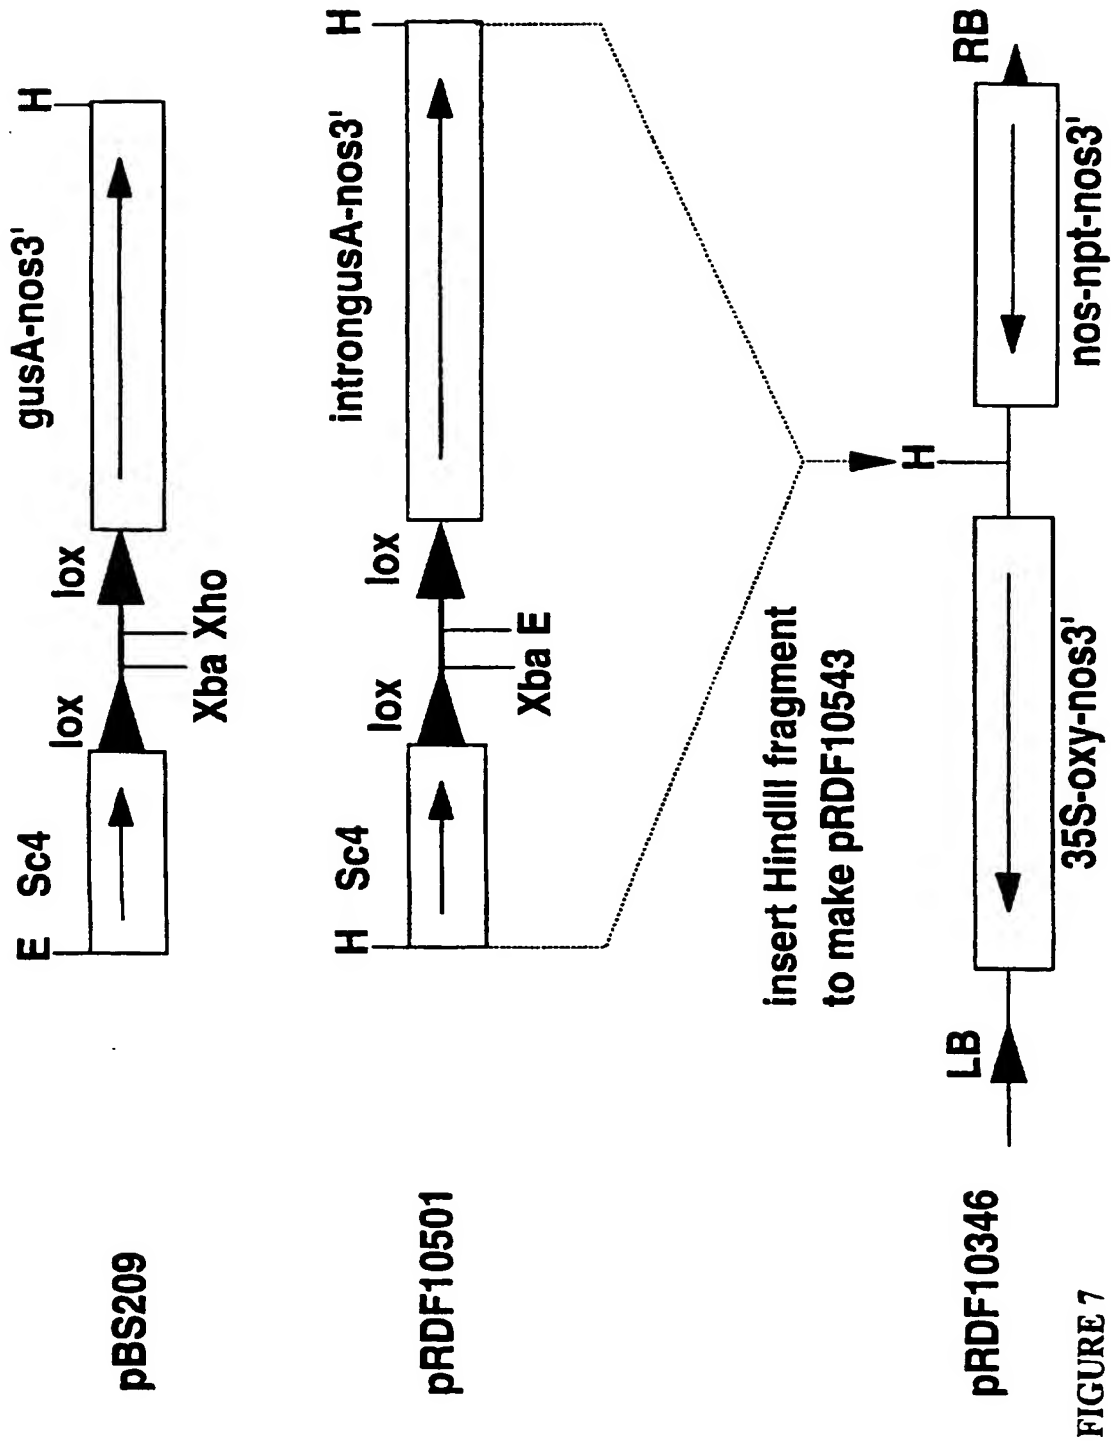 pBS209
E
Sc4
lox
lox
gusA-nos3'
H
Xba Xho
pRDF10501
H
Sc4
lox
lox
introngusA-nos3'
H
Xba E
insert HindIII fragment
to make pRDF10543
pRDF10346
LB
H
RB
35S-oxy-nos3'
nos-npt-nos3'
FIGURE 7